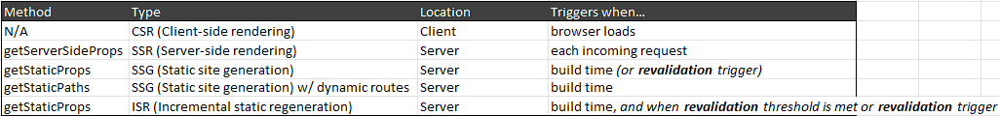 Method Type Location Triggers when...
N/A CSR (Client-side rendering) Client browser loads
getServerSideProps SSR (Server-side rendering) Server each incoming request
getStaticProps SSG (Static site generation) Server build time (or revalidation trigger)
getStaticPaths SSG (Static site generation) w/ dynamic routes Server build time
getStaticProps ISR (Incremental static regeneration) Server build time, and when revalidation threshold is met or revalidation trigger